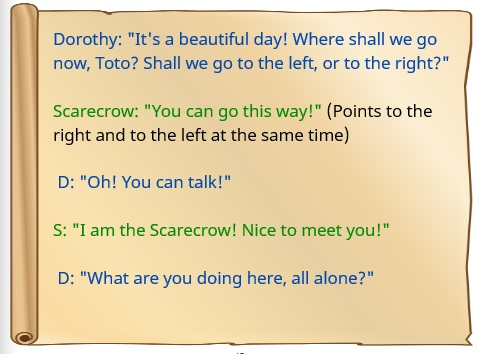 Dorothy: "It's a beautiful day! Where shall we go
now, Toto? Shall we go to the left, or to the right?"
Scarecrow: "You can go this way!" (Points to the
right and to the left at the same time)
D: "Oh! You can talk!"
S: "I am the Scarecrow! Nice to meet you!"
D: "What are you doing here, all alone?"